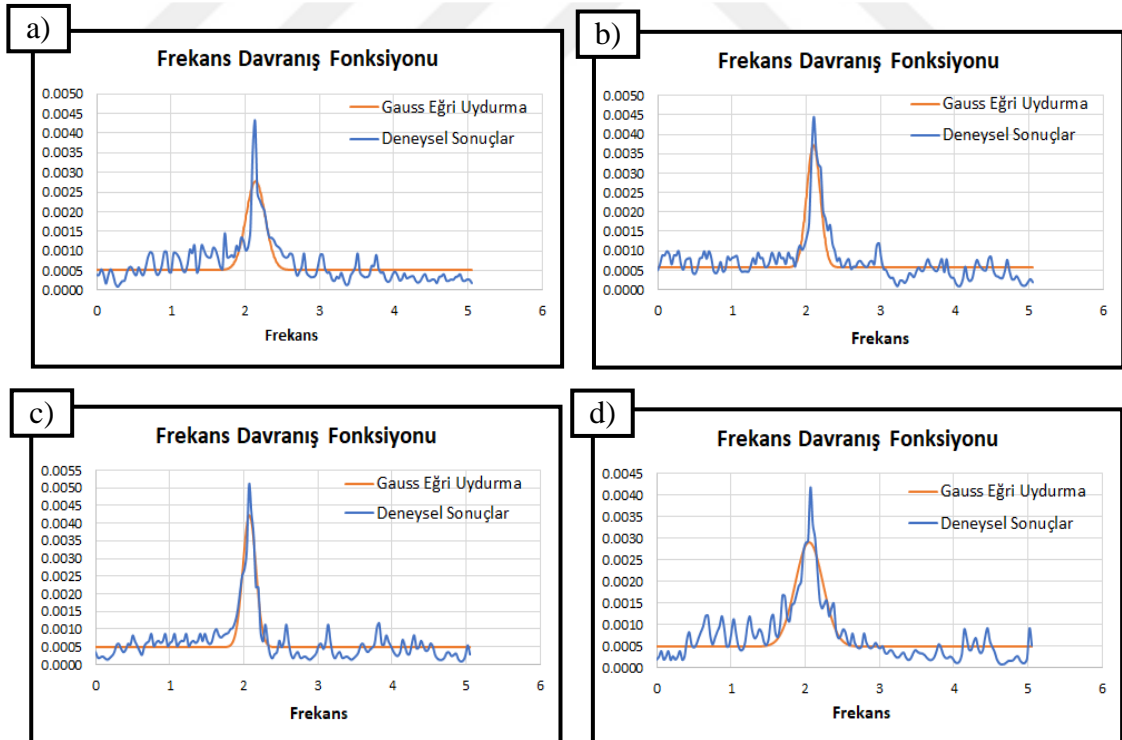 a)
Frekans Davranış Fonksiyonu
0.0050
0.0045
0.0040
0.0035
0.0030
0.0025
0.0020
0.0015
0.0010
0.0005
0.0000
Gauss Eğri Uydurma
Deneysel Sonuçlar
0 1 2 3 4 5 6
Frekans
b)
Frekans Davranış Fonksiyonu
0.0050
0.0045
0.0040
0.0035
0.0030
0.0025
0.0020
0.0015
0.0010
0.0005
0.0000
Gauss Eğri Uydurma
Deneysel Sonuçlar
0 1 2 3 4 5 6
Frekans
c)
Frekans Davranış Fonksiyonu
0.0055
0.0050
0.0045
0.0040
0.0035
0.0030
0.0025
0.0020
0.0015
0.0010
0.0005
0.0000
Gauss Eğri Uydurma
Deneysel Sonuçlar
0 1 2 3 4 5 6
Frekans
d)
Frekans Davranış Fonksiyonu
0.0045
0.0040
0.0035
0.0030
0.0025
0.0020
0.0015
0.0010
0.0005
0.0000
Gauss Eğri Uydurma
Deneysel Sonuçlar
0 1 2 3 4 5 6
Frekans